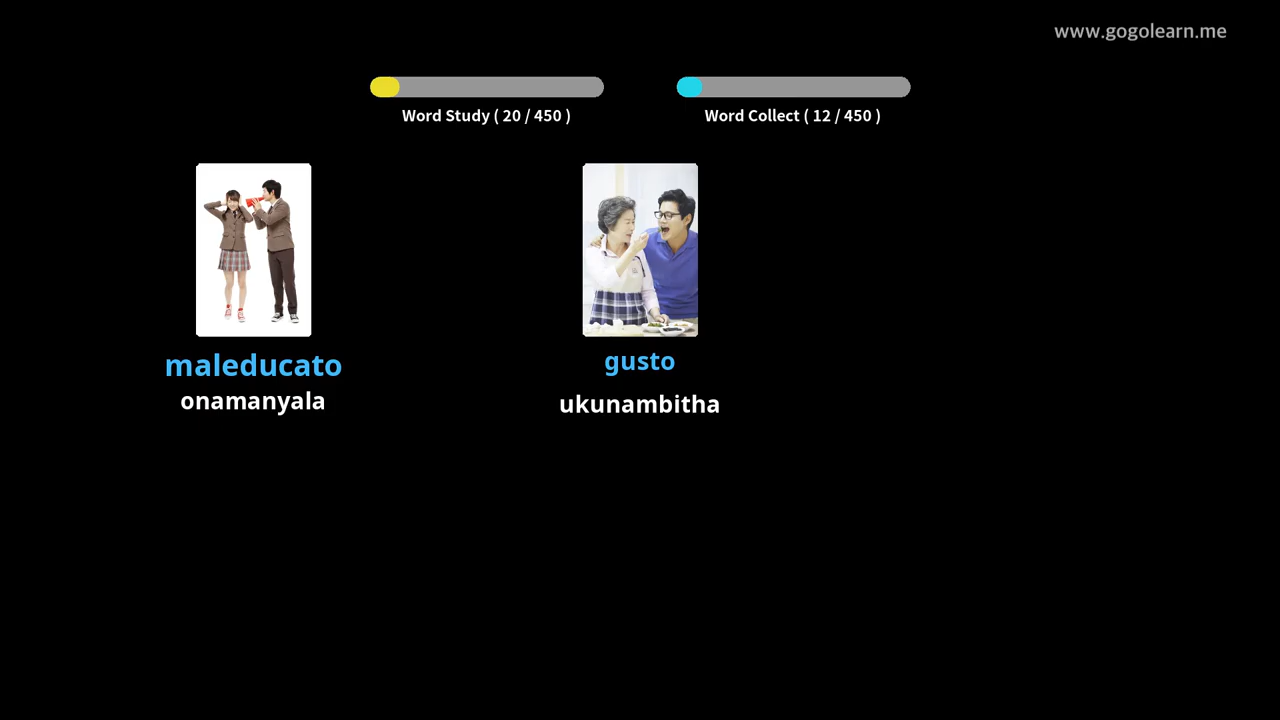 www.gogolearn.me
Word Study ( 20 / 450 )
Word Collect ( 12 / 450 )
maleducato
onamanyala
gusto
ukunambitha